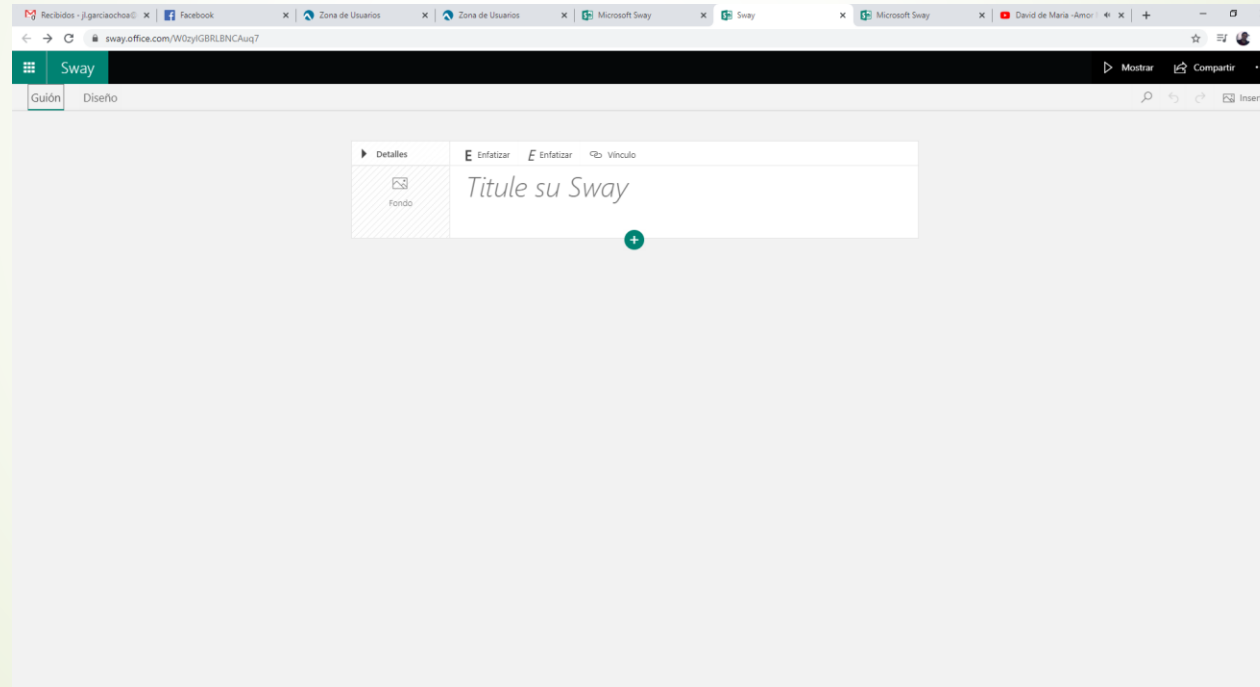 Recibidos - jl.garciaochoa@
Facebook
Zona de Usuarios
Zona de Usuarios
Microsoft Sway
Sway
Microsoft Sway
David de Maria -Amor
sway.office.com/W0zyIGBRLBNCAuq7
Sway
Mostrar
Compartir
Guión
Diseño
Inser
Detalles
E Enfatizar
E Enfatizar
Vínculo
Fondo
Titule su Sway